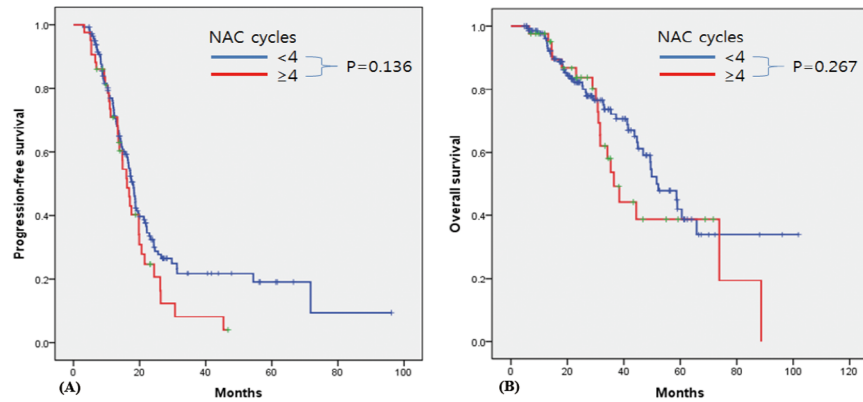 NAC cycles
<4
≥4
P=0.136
Progression-free survival
1.0
0.8
0.6
0.4
0.2
0.0
0 20 40 60 80 100
Months
(A)
NAC cycles
<4
≥4
P=0.267
Overall survival
1.0
0.8
0.6
0.4
0.2
0.0
0 20 40 60 80 100 120
Months
(B)